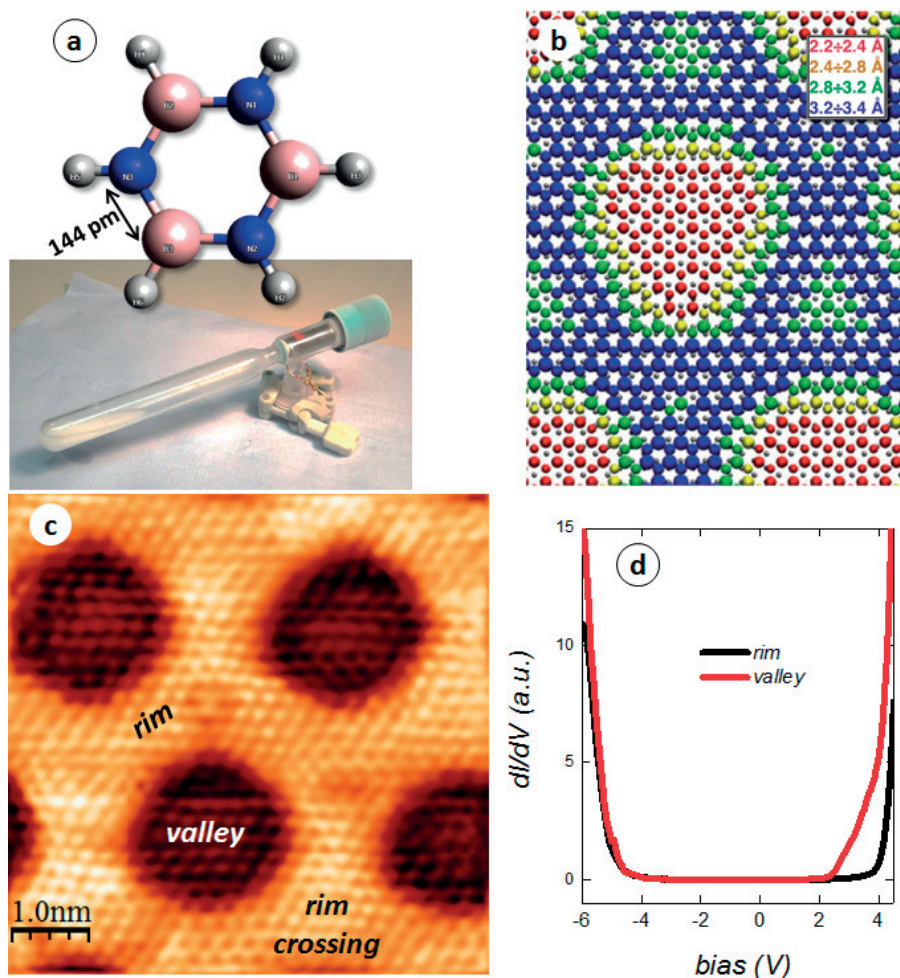 a
H4
H1
B2
N1
H5
N3
B1
H3
144 pm
B3
N2
H6
H2
b
2.2÷2.4 Å
2.4÷2.8 Å
2.8÷3.2 Å
3.2÷3.4 Å
c
rim
valley
rim
crossing
1.0nm
d
15
10
5
0
dI/dV (a.u.)
rim
valley
-6
-4
-2
0
2
4
bias (V)